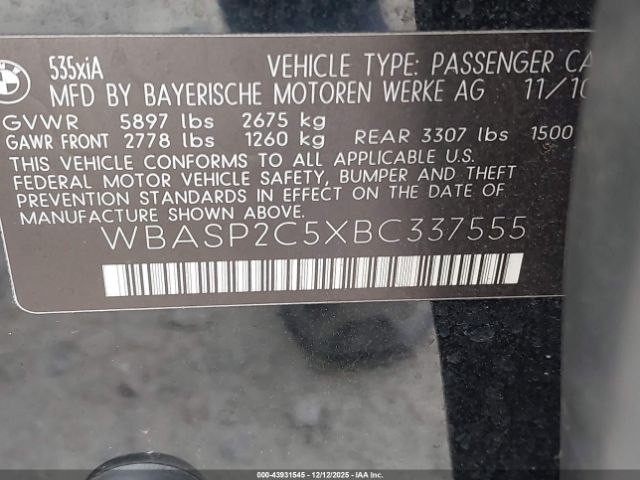 BMW
535xiA VEHICLE TYPE: PASSENGER CA
MFD BY BAYERISCHE MOTOREN WERKE AG 11/10
GVWR 5897 lbs 2675 kg
GAWR FRONT 2778 lbs 1260 kg REAR 3307 lbs 1500
THIS VEHICLE CONFORMS TO ALL APPLICABLE U.S.
FEDERAL MOTOR VEHICLE SAFETY, BUMPER AND THEFT
PREVENTION STANDARDS IN EFFECT ON THE DATE OF
MANUFACTURE SHOWN ABOVE.
WBASP2C5XBC337555
000-43931545 - 12/12/2025 - IAAI.COM